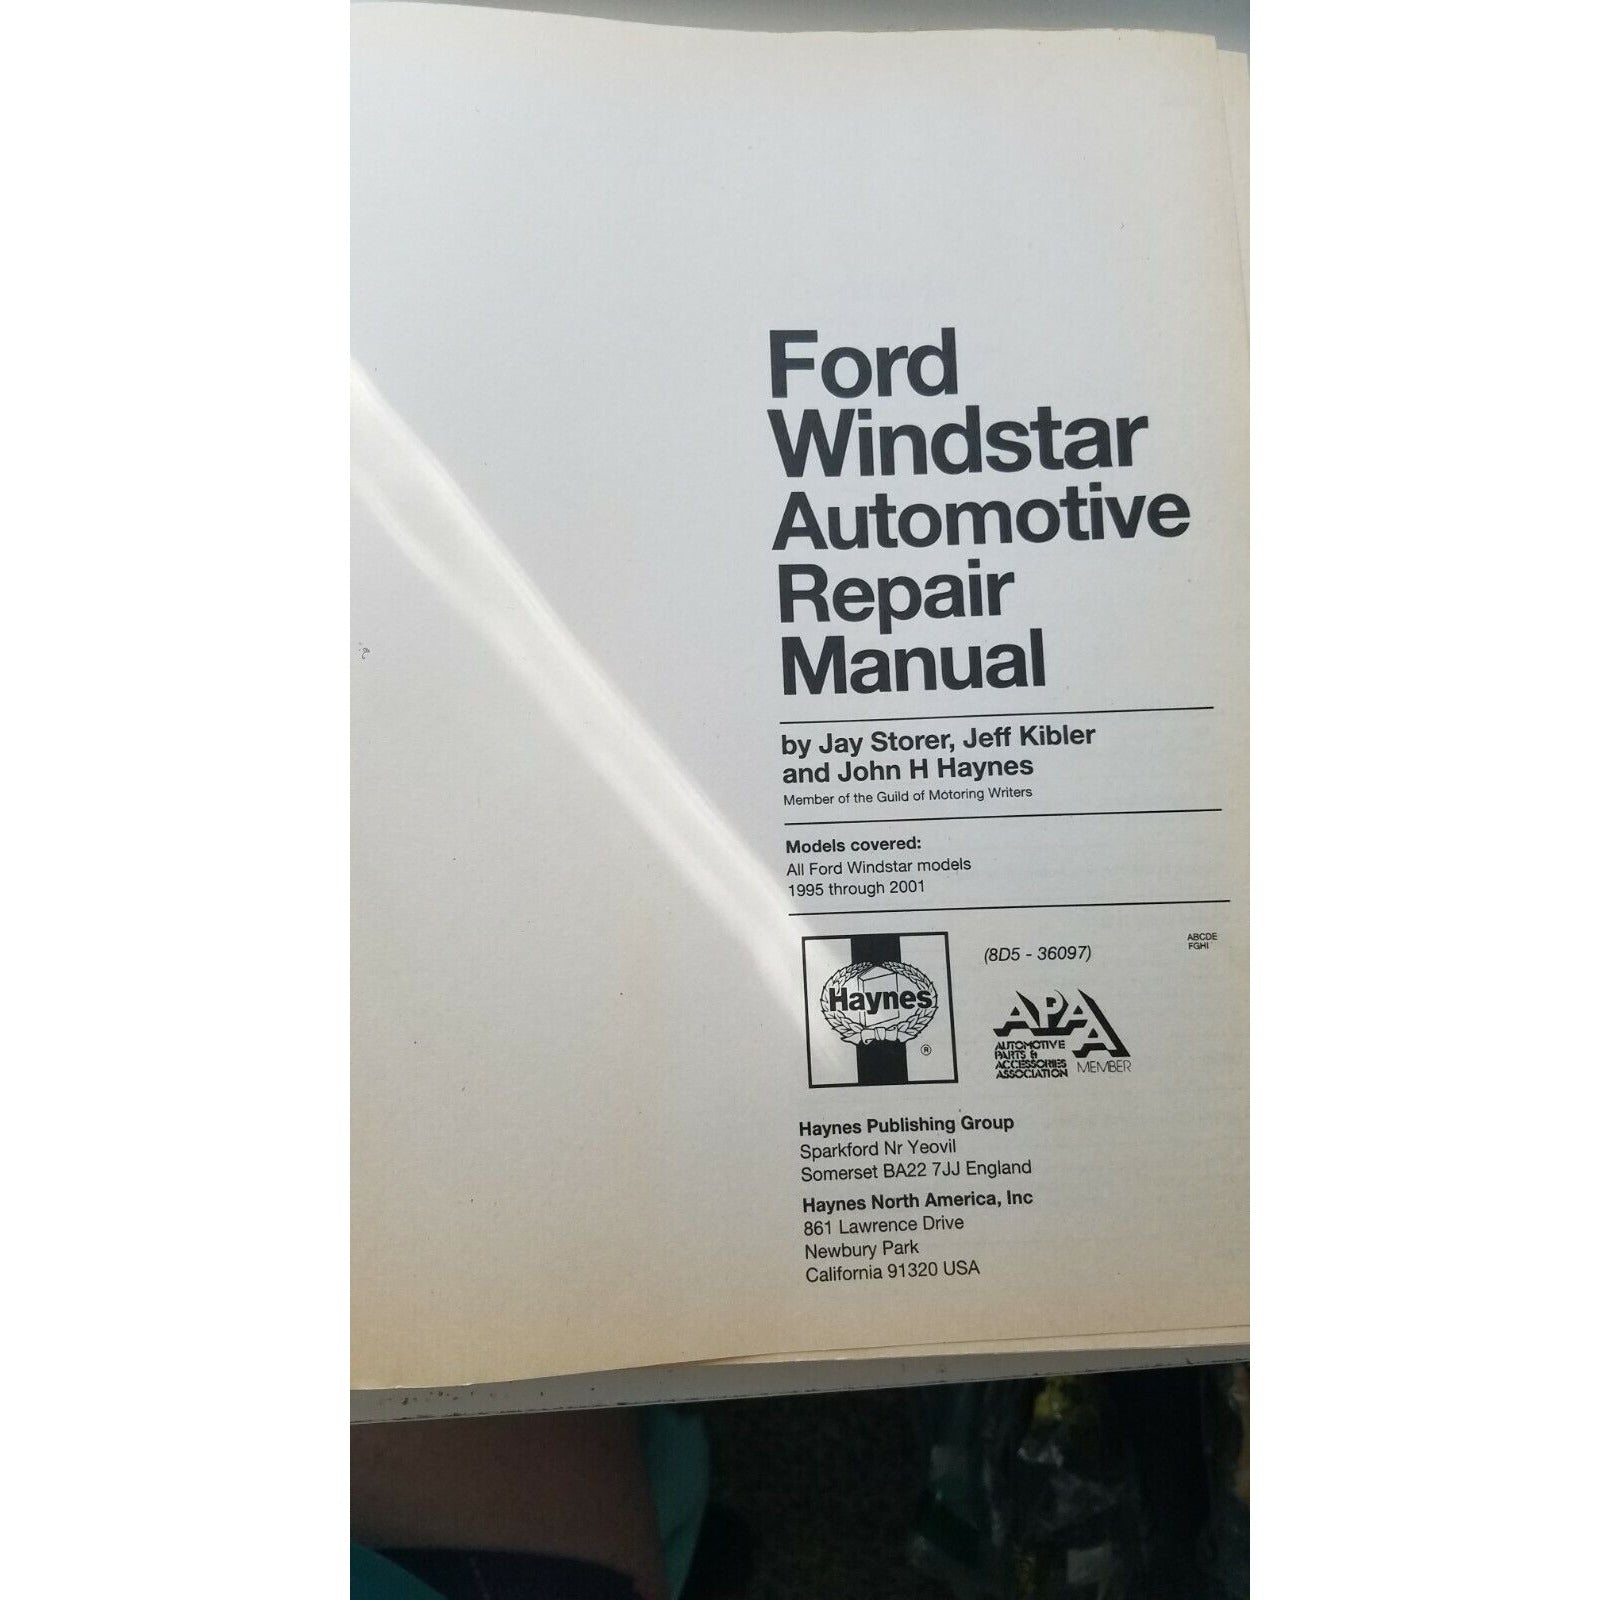 Ford
Windstar
Automotive
Repair
Manual
by Jay Storer, Jeff Kibler
and John H Haynes
Member of the Guild of Motoring Writers
Models covered:
All Ford Windstar models
1995 through 2001
Haynes
®
(8D5 - 36097)
ABCDE
FGHI
APAA
AUTOMOTIVE
PARTS &
ACCESSORIES
ASSOCIATION
MEMBER
Haynes Publishing Group
Sparkford Nr Yeovil
Somerset BA22 7JJ England
Haynes North America, Inc
861 Lawrence Drive
Newbury Park
California 91320 USA